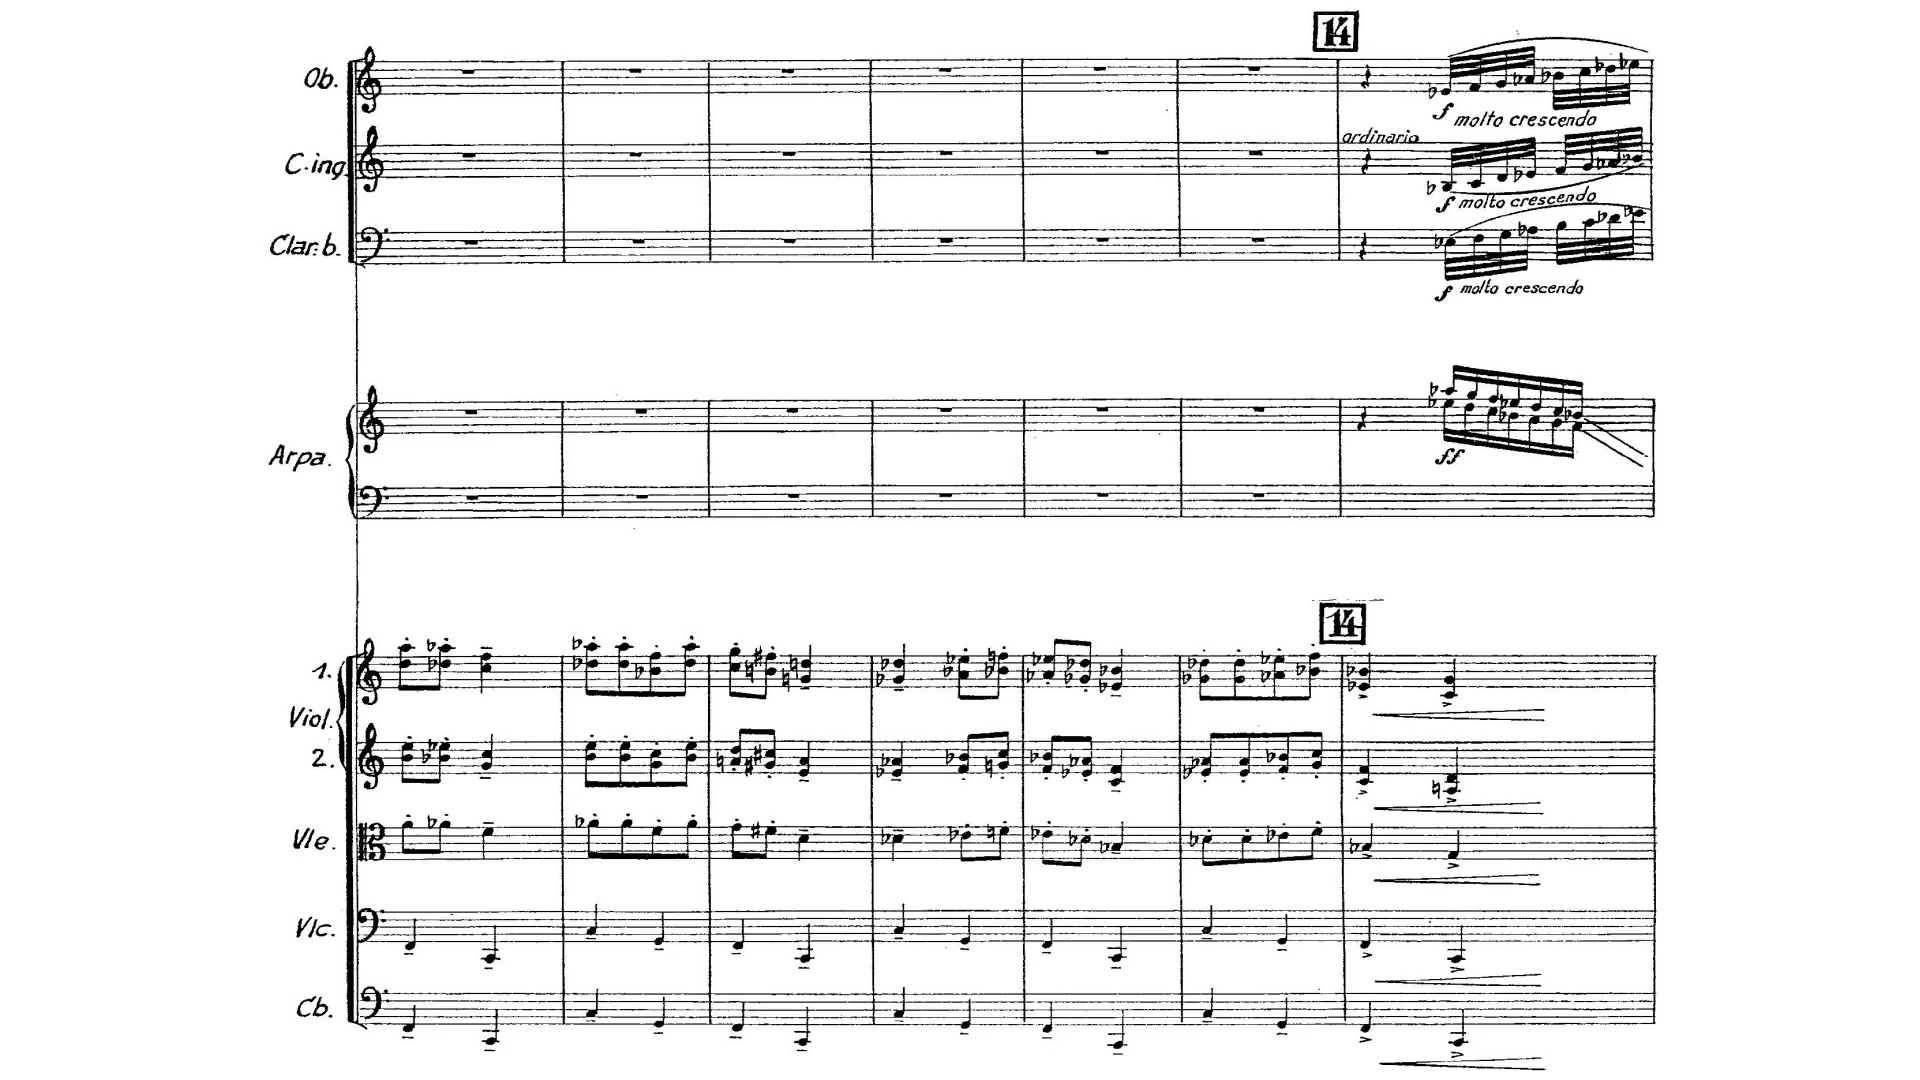 14
Ob.
f molto crescendo
ordinario
C. ing.
f molto crescendo
Clar. b.
f molto crescendo
Arpa.
ff
14
1.
Viol.
2.
Vle.
Vlc.
Cb.